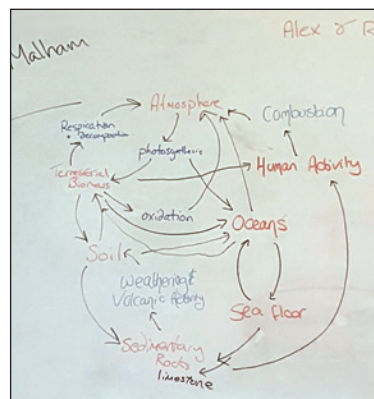 Alex & R
Malham
Atmosphere
Combustion
Respiration
+ Decomposition
photosynthesis
Human Activity
Terrestrial
Biomass
oxidation
Oceans
Soil
Weathering &
Volcanic Activity
Sea floor
Sedimentary
Rocks
limestone